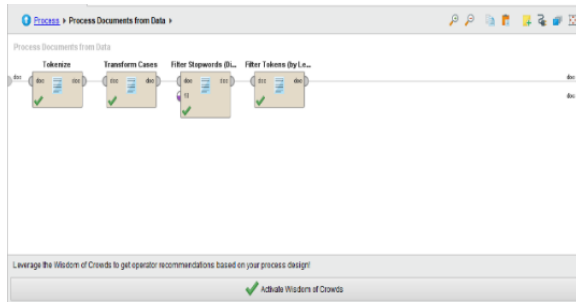 Process ▸ Process Documents from Data ▸
Process Documents from Data
Tokenize Transform Cases Filter Stopwords (Di... Filter Tokens (by Le...
doc doc doc doc doc doc doc doc doc doc
fil doc
Leverage the Wisdom of Crowds to get operator recommendations based on your process design!
Activate Wisdom of Crowds